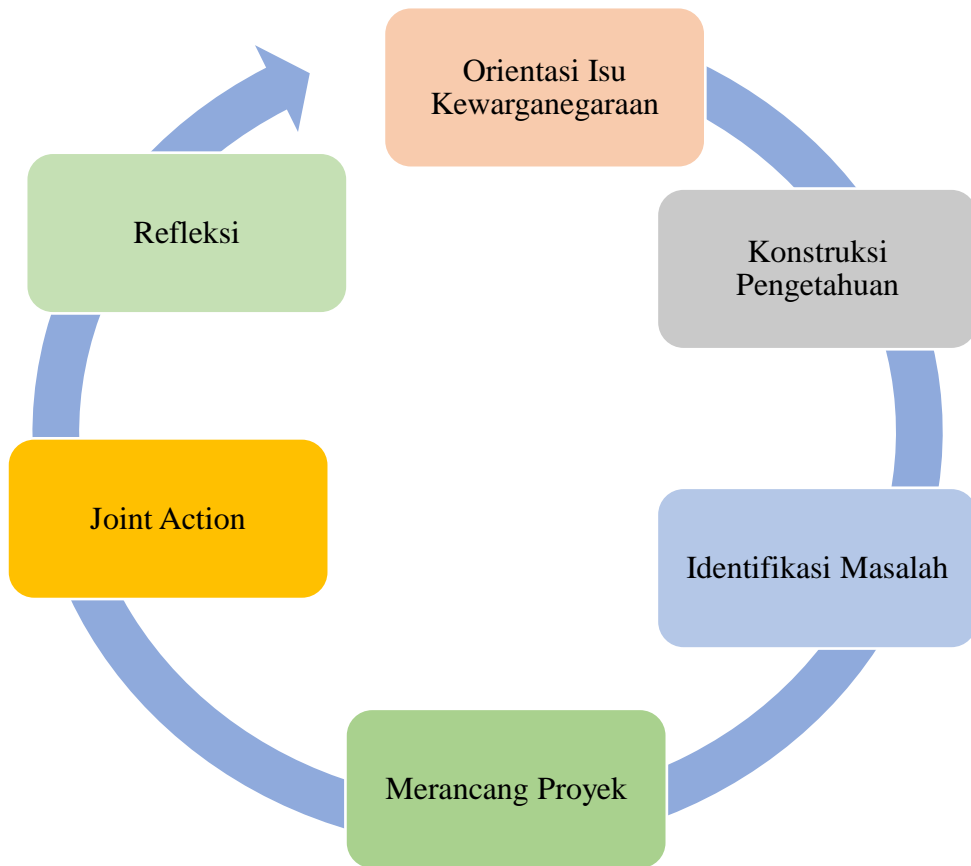 Orientasi Isu
Kewarganegaraan
Konstruksi
Pengetahuan
Identifikasi Masalah
Merancang Proyek
Joint Action
Refleksi